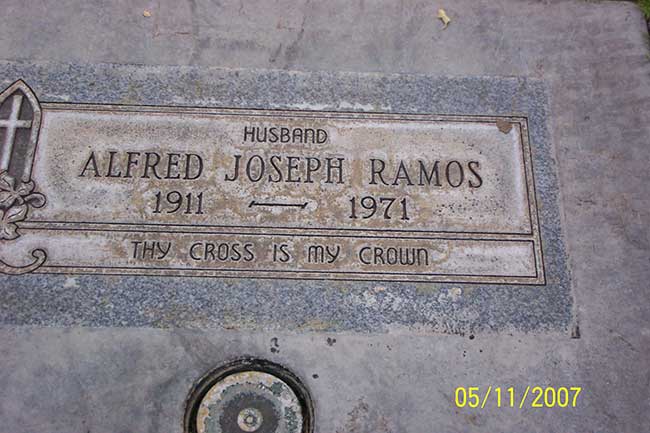 HUSBAND
ALFRED JOSEPH RAMOS
1911 — 1971
THY CROSS IS MY CROWN
05/11/2007